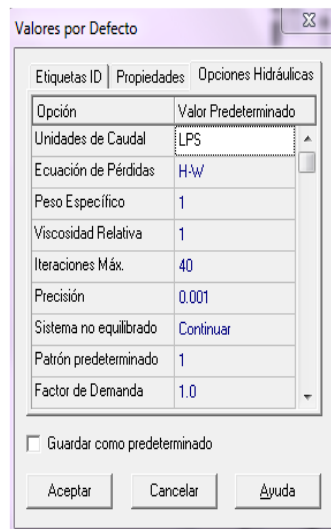 Valores por Defecto
Etiquetas ID Propiedades Opciones Hidráulicas
Opción Valor Predeterminado
Unidades de Caudal LPS
Ecuación de Pérdidas H-W
Peso Específico 1
Viscosidad Relativa 1
Iteraciones Máx. 40
Precisión 0.001
Sistema no equilibrado Continuar
Patrón predeterminado 1
Factor de Demanda 1.0
Guardar como predeterminado
Aceptar Cancelar Ayuda